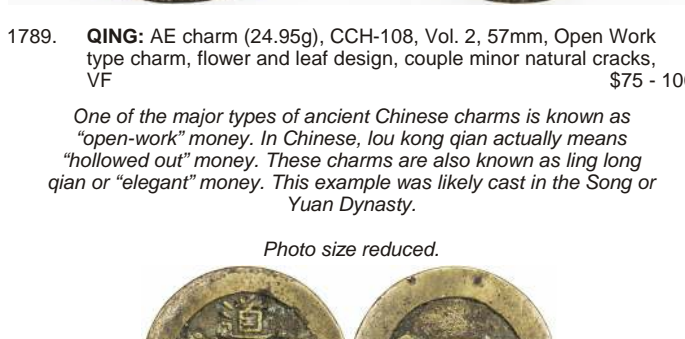 1789. QING: AE charm (24.95g), CCH-108, Vol. 2, 57mm, Open Work
type charm, flower and leaf design, couple minor natural cracks,
VF $75 - 10
One of the major types of ancient Chinese charms is known as
“open-work” money. In Chinese, lou kong qian actually means
“hollowed out” money. These charms are also known as ling long
qian or “elegant” money. This example was likely cast in the Song or
Yuan Dynasty.
Photo size reduced.
道